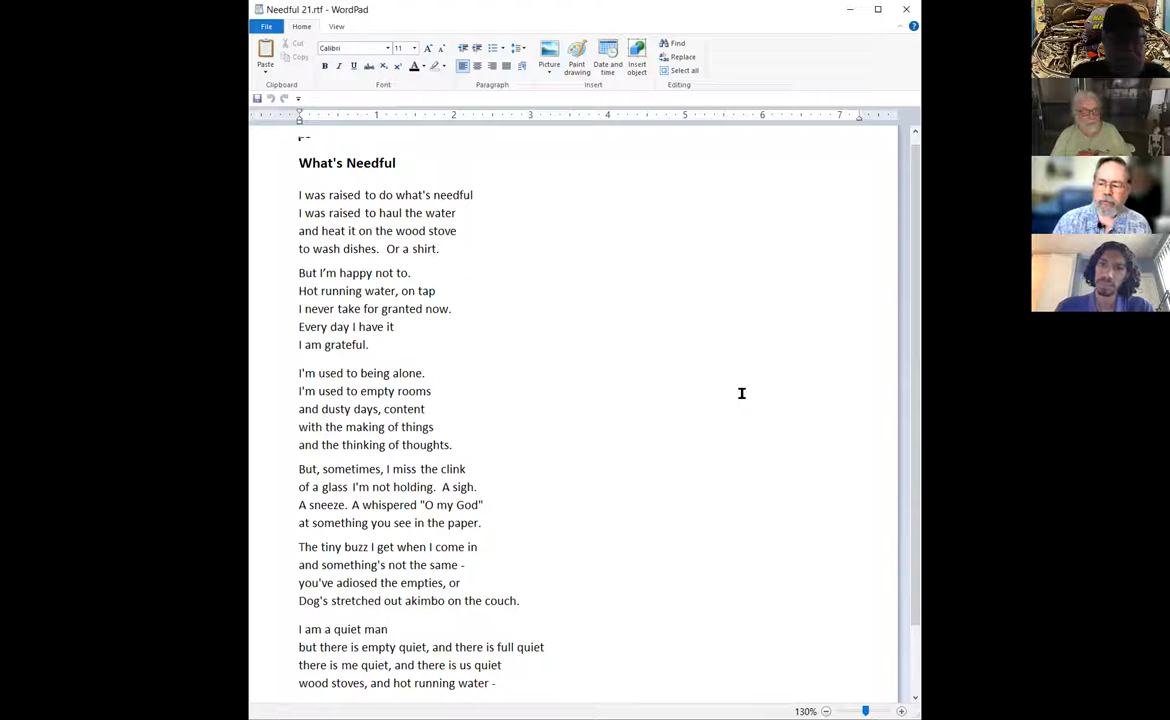 Needful 21.rtf - WordPad
File
Home
View
Paste
Cut
Copy
Clipboard
Calibri
11
Font
Paragraph
Picture
Paint drawing
Date and time
Insert object
Insert
Find
Replace
Select all
Editing
1 2 3 4 5 6 7
What's Needful
I was raised to do what's needful
I was raised to haul the water
and heat it on the wood stove
to wash dishes.  Or a shirt.
But I’m happy not to.
Hot running water, on tap
I never take for granted now.
Every day I have it
I am grateful.
I'm used to being alone.
I'm used to empty rooms
and dusty days, content
with the making of things
and the thinking of thoughts.
But, sometimes, I miss the clink
of a glass I'm not holding.  A sigh.
A sneeze. A whispered "O my God"
at something you see in the paper.
The tiny buzz I get when I come in
and something's not the same -
you've adiosed the empties, or
Dog's stretched out akimbo on the couch.
I am a quiet man
but there is empty quiet, and there is full quiet
there is me quiet, and there is us quiet
wood stoves, and hot running water -
130%